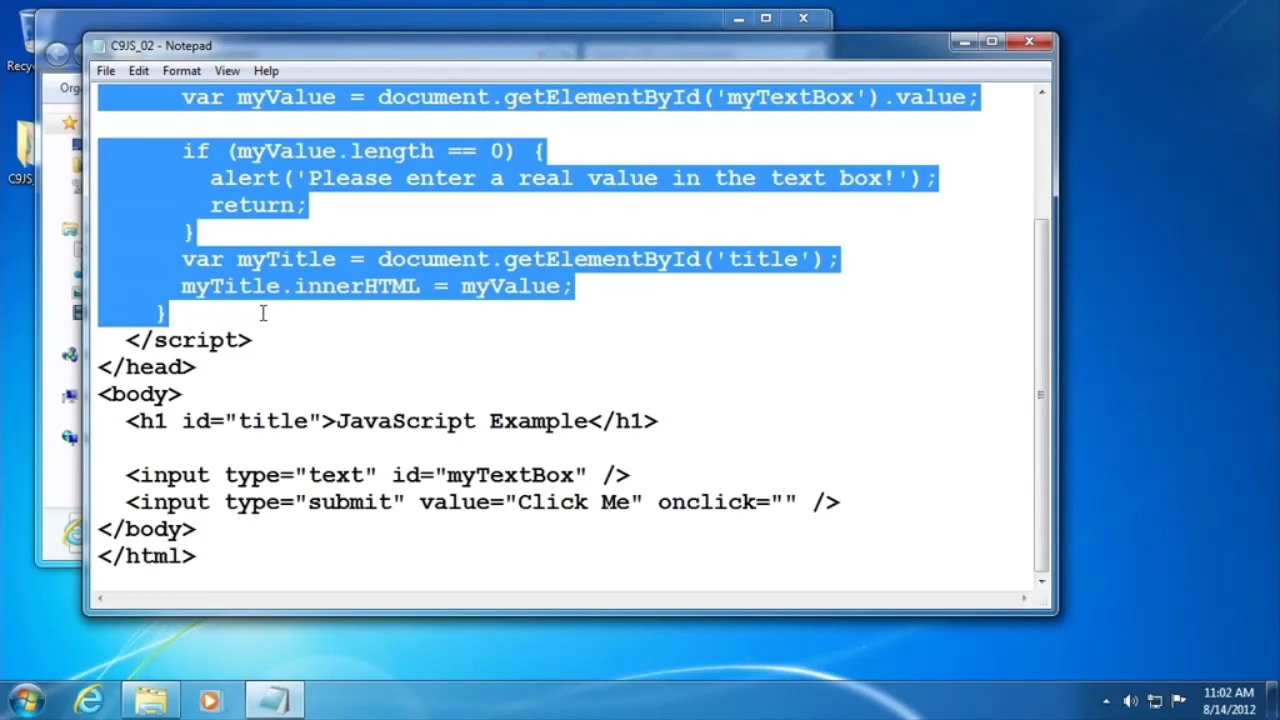 Recy
C9JS_
Org
C9JS_02 - Notepad
File Edit Format View Help
var myValue = document.getElementById('myTextBox').value;
if (myValue.length == 0) {
alert('Please enter a real value in the text box!');
return;
}
var myTitle = document.getElementById('title');
myTitle.innerHTML = myValue;
}
</script>
</head>
<body>
<h1 id="title">JavaScript Example</h1>
<input type="text" id="myTextBox" />
<input type="submit" value="Click Me" onclick="" />
</body>
</html>
11:02 AM
8/14/2012